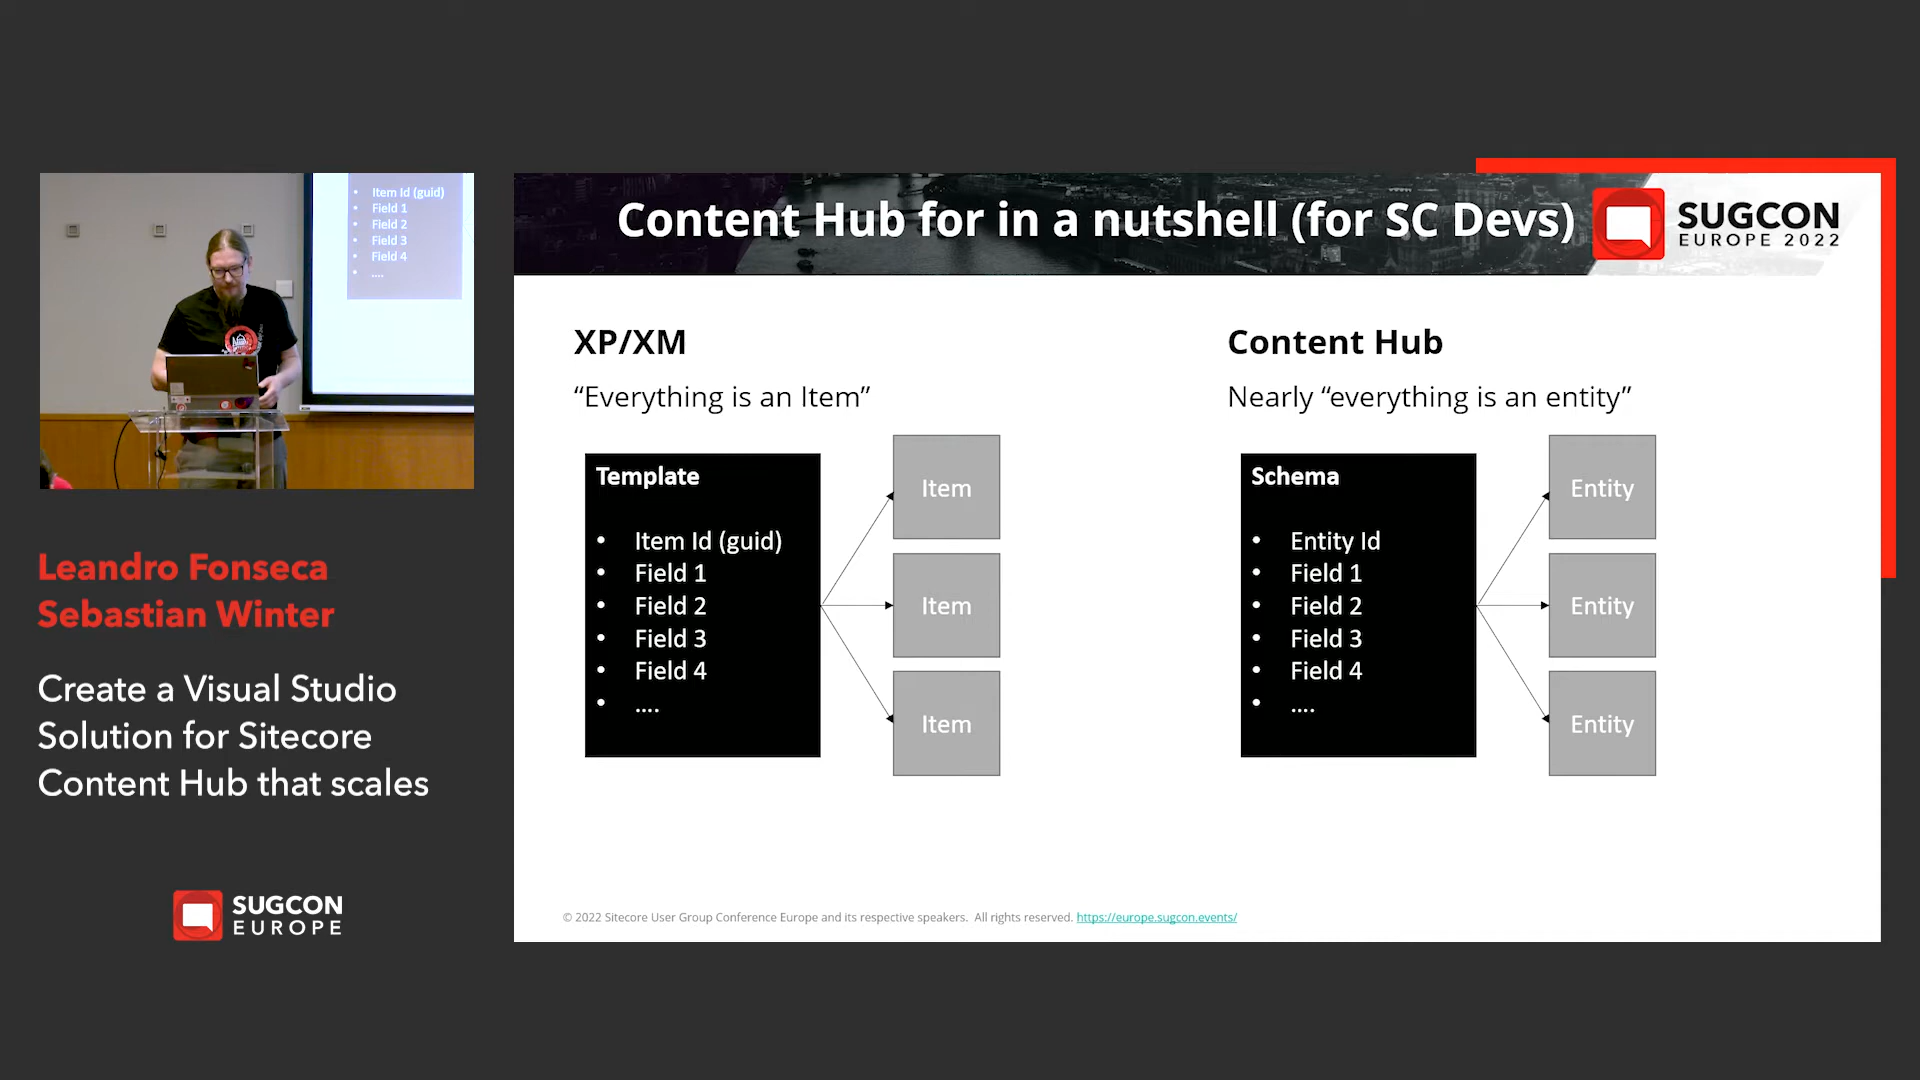 Item Id (guid)
Field 1
Field 2
Field 3
Field 4
....
Leandro Fonseca
Sebastian Winter
Create a Visual Studio
Solution for Sitecore
Content Hub that scales
SUGCON
EUROPE
Content Hub for in a nutshell (for SC Devs)
SUGCON
EUROPE 2022
XP/XM
“Everything is an Item”
Template
• Item Id (guid)
• Field 1
• Field 2
• Field 3
• Field 4
• ....
Item
Item
Item
Content Hub
Nearly “everything is an entity”
Schema
• Entity Id
• Field 1
• Field 2
• Field 3
• Field 4
• ....
Entity
Entity
Entity
© 2022 Sitecore User Group Conference Europe and its respective speakers. All rights reserved. https://europe.sugcon.events/